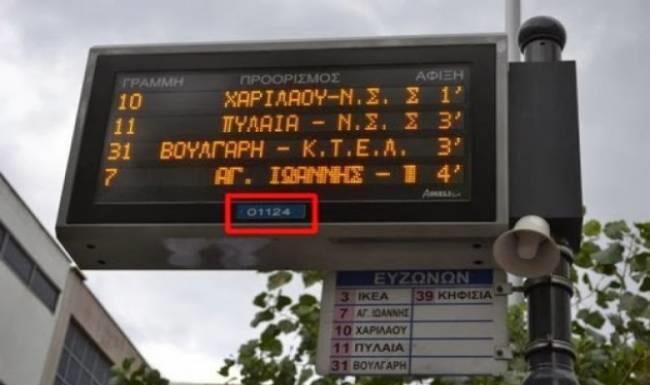 ΓΡΑΜΜΗ ΠΡΟΟΡΙΣΜΟΣ ΑΦΙΞΗ
10 ΧΑΡΙΛΑΟΥ-Ν.Σ. Σ 1'
11 ΠΥΛΑΙΑ - Ν.Σ. Σ 3'
31 ΒΟΥΛΓΑΡΗ - Κ.Τ.Ε.Λ. 3'
7 ΑΓ. ΙΩΑΝΝΗΣ - Π 4'
01124
ΕΥΖΩΝΩΝ
3 ΙΚΕΑ 39 ΚΗΦΙΣΙΑ
7 ΑΓ. ΙΩΑΝΝΗΣ
10 ΧΑΡΙΛΑΟΥ
11 ΠΥΛΑΙΑ
31 ΒΟΥΛΓΑΡΗ